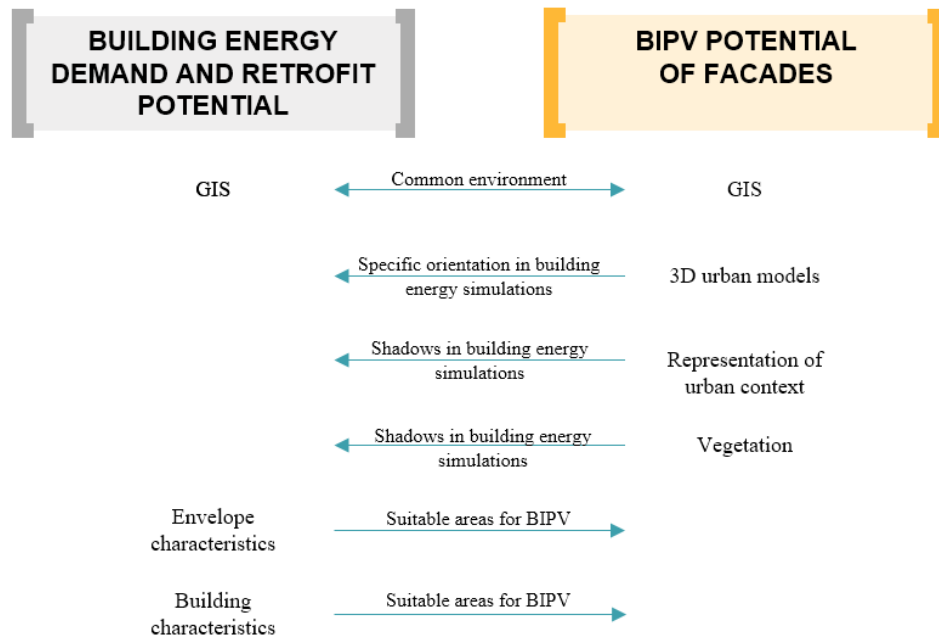 BUILDING ENERGY
DEMAND AND RETROFIT
POTENTIAL
BIPV POTENTIAL
OF FACADES
GIS
Common environment
GIS
Specific orientation in building
energy simulations
3D urban models
Shadows in building energy
simulations
Representation of
urban context
Shadows in building energy
simulations
Vegetation
Envelope
characteristics
Suitable areas for BIPV
Building
characteristics
Suitable areas for BIPV